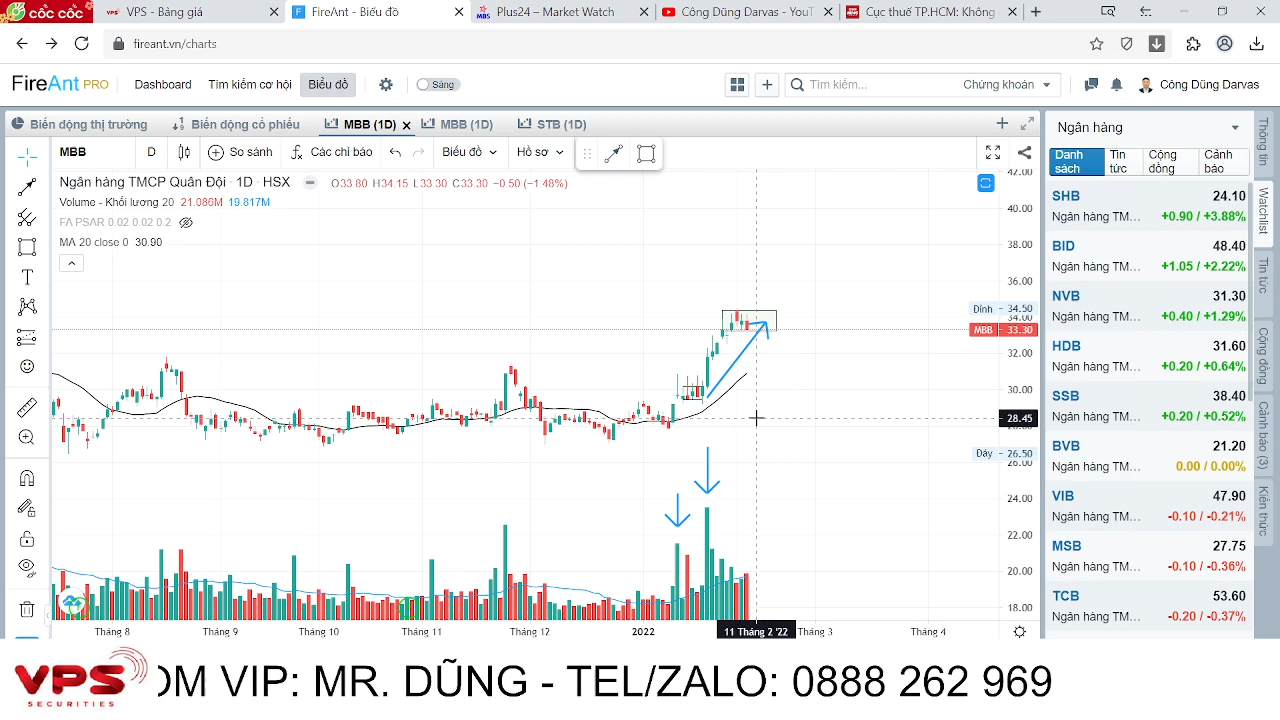 cốc cốc
VPS - Bảng giá
FireAnt - Biểu đồ
MBS
Plus24 – Market Watch
Công Dũng Darvas - YouT
Cục thuế TP.HCM: Không
fireant.vn/charts
FireAnt PRO
Dashboard
Tìm kiếm cơ hội
Biểu đồ
Sáng
Tìm kiếm...
Chứng khoán
Công Dũng Darvas
Biến động thị trường
Biến động cổ phiếu
MBB (1D)
MBB (1D)
STB (1D)
MBB
D
So sánh
Các chỉ báo
Biểu đồ
Hồ sơ
Ngân hàng TMCP Quân Đội · 1D · HSX
O33.80 H34.15 L33.30 C33.30 −0.50 (−1.48%)
Volume - Khối lượng 20 21.086M 19.817M
FA PSAR 0.02 0.02 0.2
MA 20 close 0 30.90
42.00
40.00
38.00
36.00
Đỉnh 34.50
34.00
MBB 33.30
32.00
30.00
28.45
28.00
Đáy 26.50
26.00
24.00
22.00
20.00
18.00
Tháng 8
Tháng 9
Tháng 10
Tháng 11
Tháng 12
2022
11 Tháng 2 '22
Tháng 3
Tháng 4
Ngân hàng
Danh sách
Tin tức
Cộng đồng
Cảnh báo
SHB 24.10
Ngân hàng TM... +0.90 / +3.88%
BID 48.40
Ngân hàng TM... +1.05 / +2.22%
NVB 31.30
Ngân hàng TM... +0.40 / +1.29%
HDB 31.60
Ngân hàng TM... +0.20 / +0.64%
SSB 38.40
Ngân hàng TM... +0.20 / +0.52%
BVB 21.20
Ngân hàng TM... 0.00 / 0.00%
VIB 47.90
Ngân hàng TM... -0.10 / -0.21%
MSB 27.75
Ngân hàng TM... -0.10 / -0.36%
TCB 53.60
Ngân hàng TM... -0.20 / -0.37%
Thông tin
Watchlist
Tin tức
Cộng đồng
Cảnh báo (3)
Kiến thức
VPS
SECURITIES
OM VIP: MR. DŨNG - TEL/ZALO: 0888 262 969